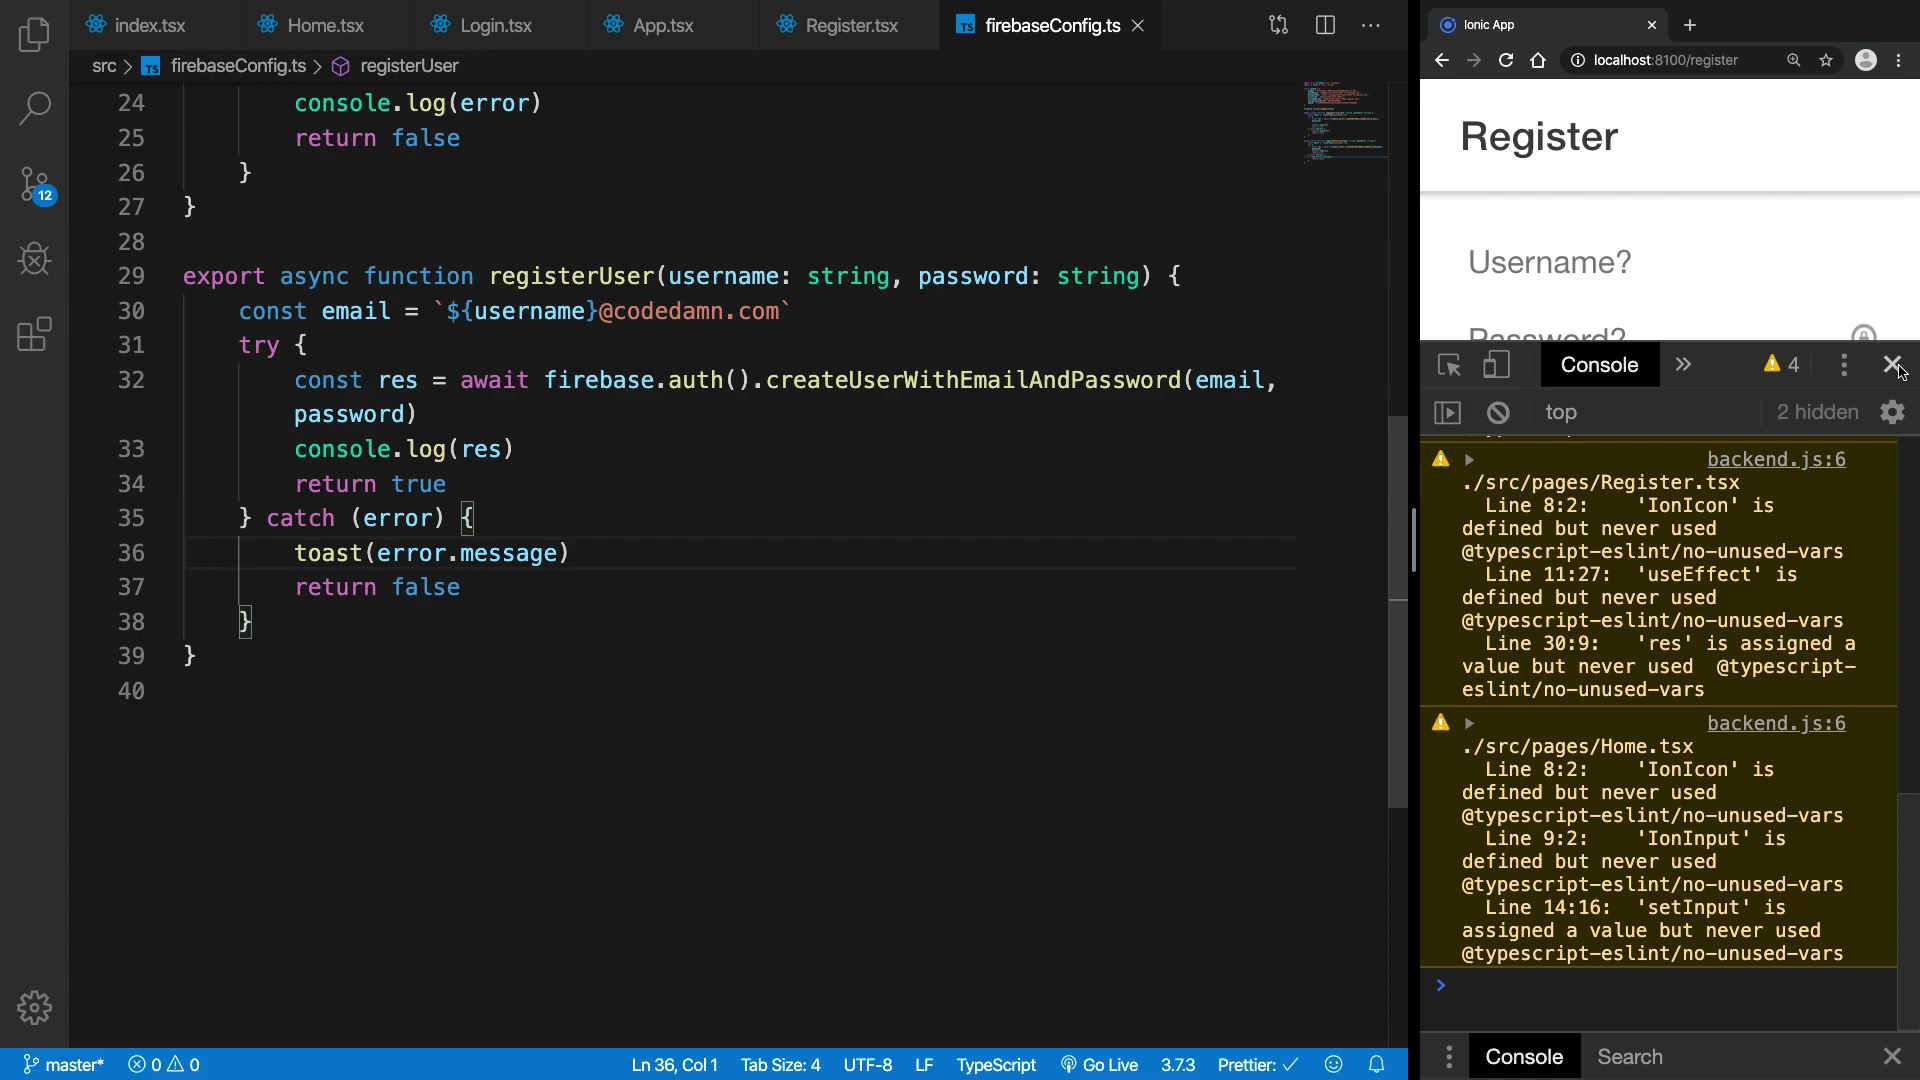 index.tsx
Home.tsx
Login.tsx
App.tsx
Register.tsx
TS firebaseConfig.ts
src > TS firebaseConfig.ts > registerUser
24 console.log(error)
25 return false
26 }
27 }
28
29 export async function registerUser(username: string, password: string) {
30 const email = `${username}@codedamn.com`
31 try {
32 const res = await firebase.auth().createUserWithEmailAndPassword(email,
password)
33 console.log(res)
34 return true
35 } catch (error) {
36 toast(error.message)
37 return false
38 }
39 }
40
12
master*
0 0
Ln 36, Col 1
Tab Size: 4
UTF-8
LF
TypeScript
Go Live
3.7.3
Prettier: ✓
Ionic App
localhost:8100/register
Register
Username?
Password?
Console
4
top
2 hidden
backend.js:6
./src/pages/Register.tsx
Line 8:2: 'IonIcon' is
defined but never used
@typescript-eslint/no-unused-vars
Line 11:27: 'useEffect' is
defined but never used
@typescript-eslint/no-unused-vars
Line 30:9: 'res' is assigned a
value but never used @typescript-
eslint/no-unused-vars
backend.js:6
./src/pages/Home.tsx
Line 8:2: 'IonIcon' is
defined but never used
@typescript-eslint/no-unused-vars
Line 9:2: 'IonInput' is
defined but never used
@typescript-eslint/no-unused-vars
Line 14:16: 'setInput' is
assigned a value but never used
@typescript-eslint/no-unused-vars
>
Console
Search